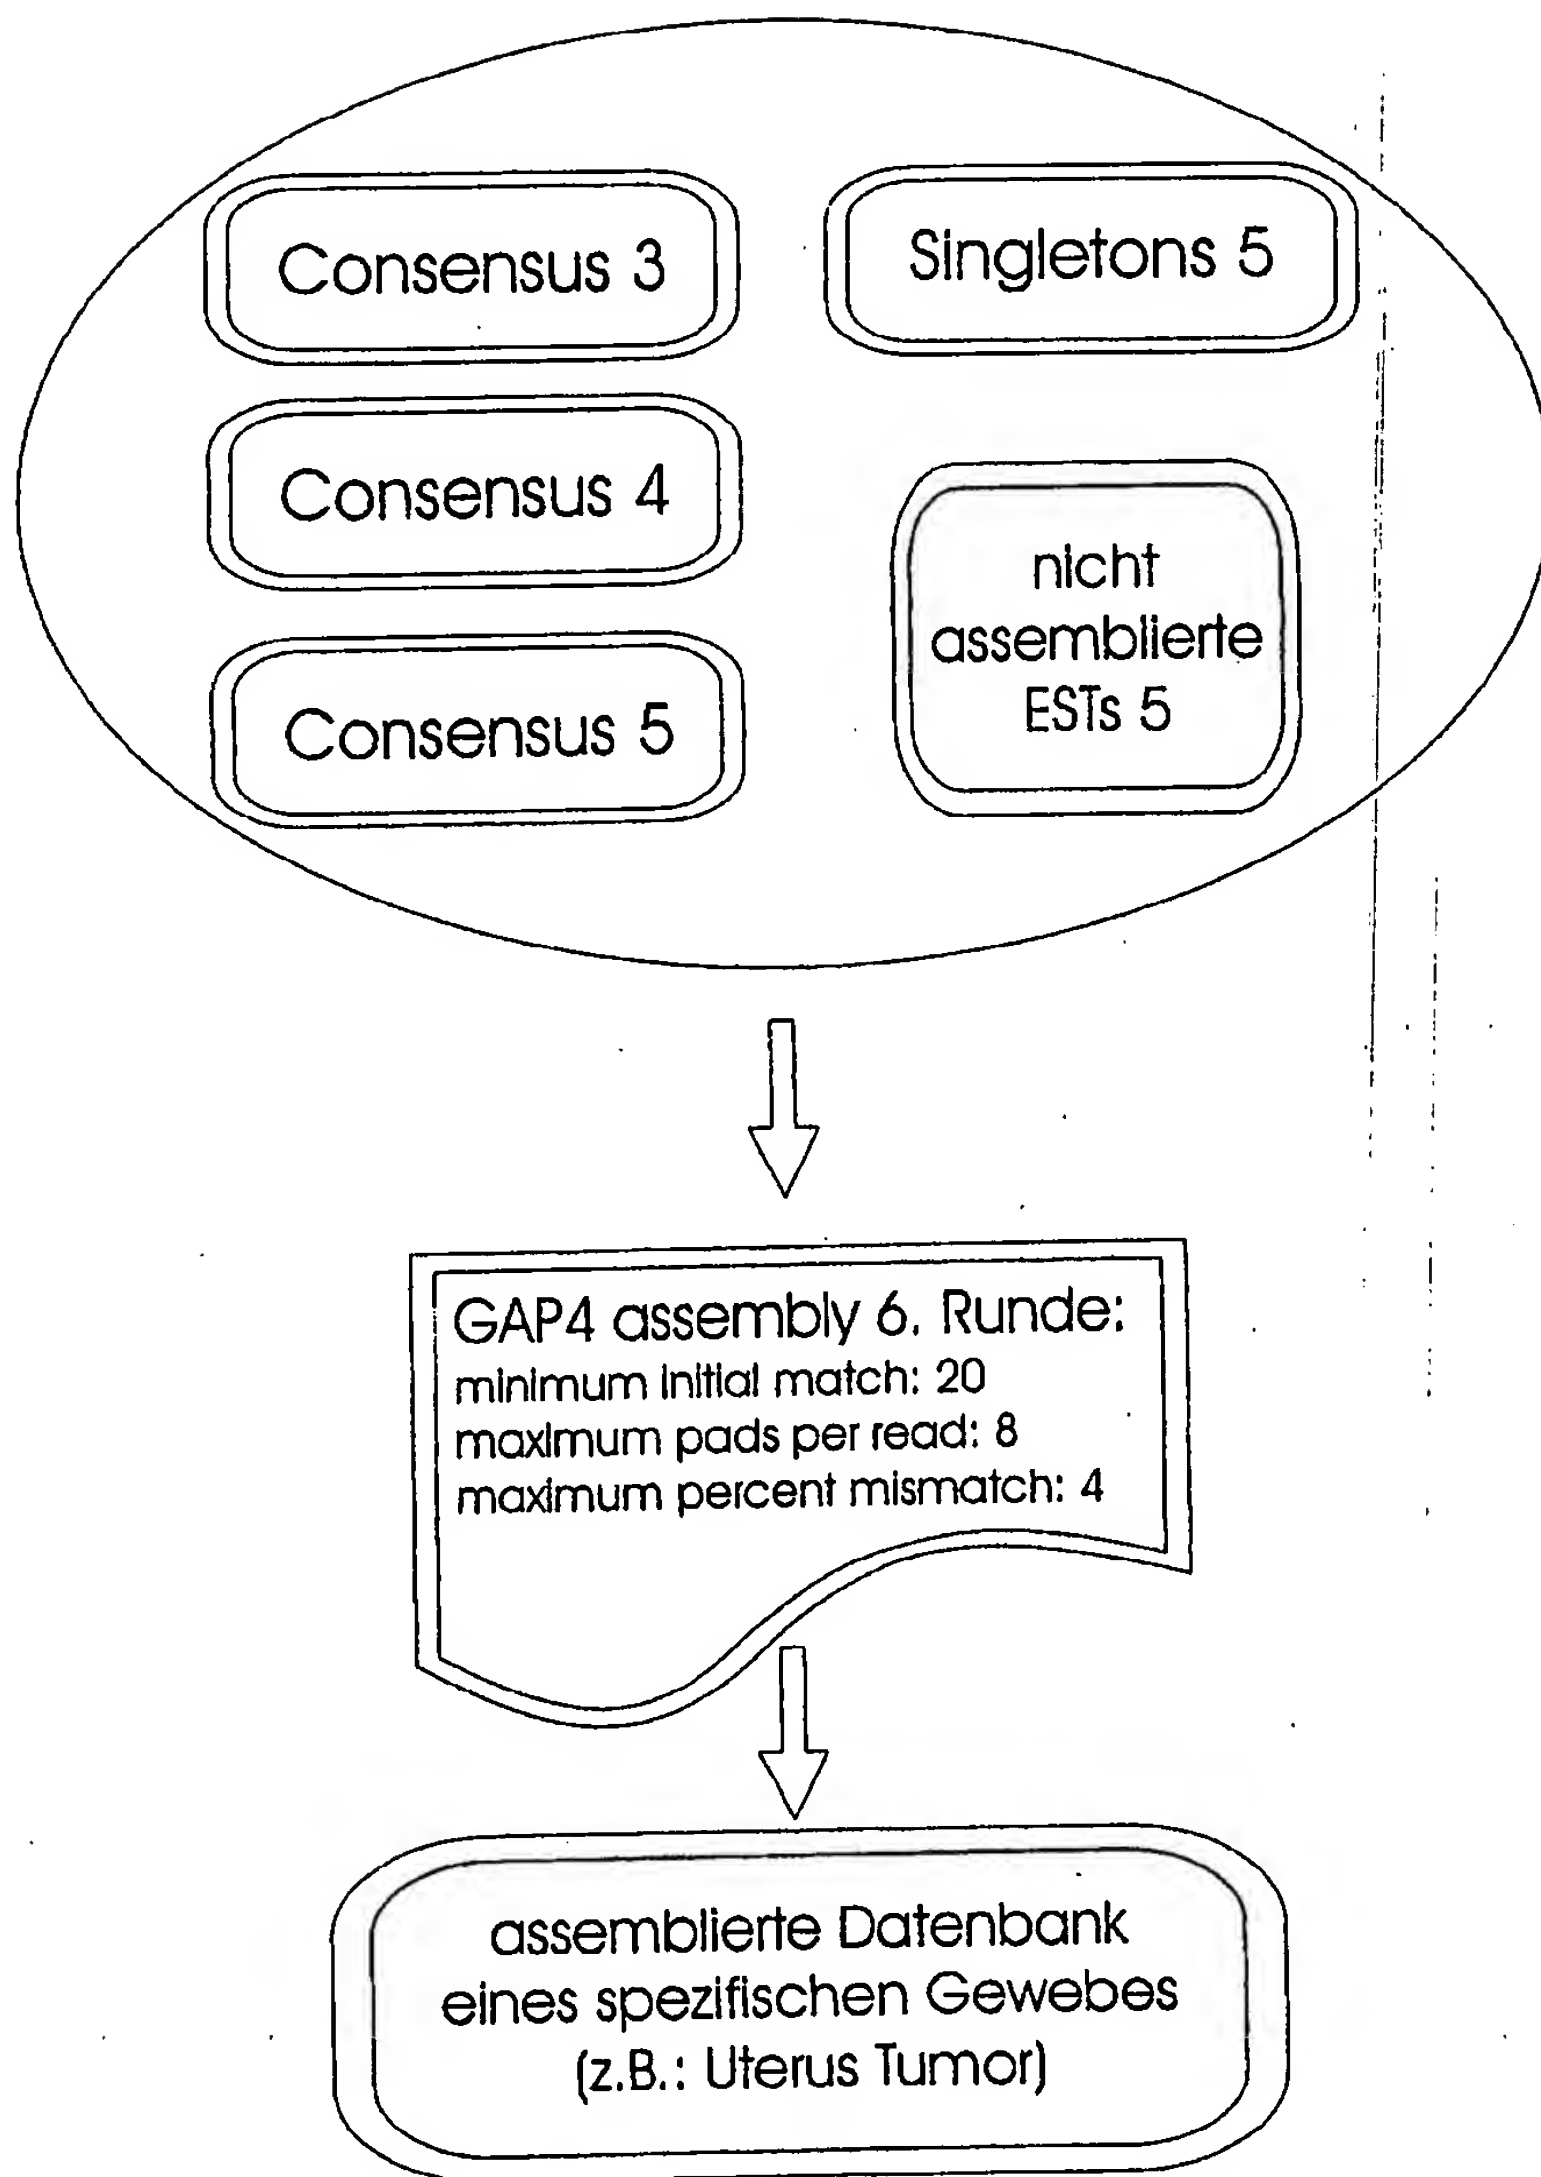 Consensus 3
Singletons 5
Consensus 4
nicht
assemblierte
ESTs 5
Consensus 5
GAP4 assembly 6. Runde:
minimum initial match: 20
maximum pads per read: 8
maximum percent mismatch: 4
assemblierte Datenbank
eines spezifischen Gewebes
(z.B.: Uterus Tumor)